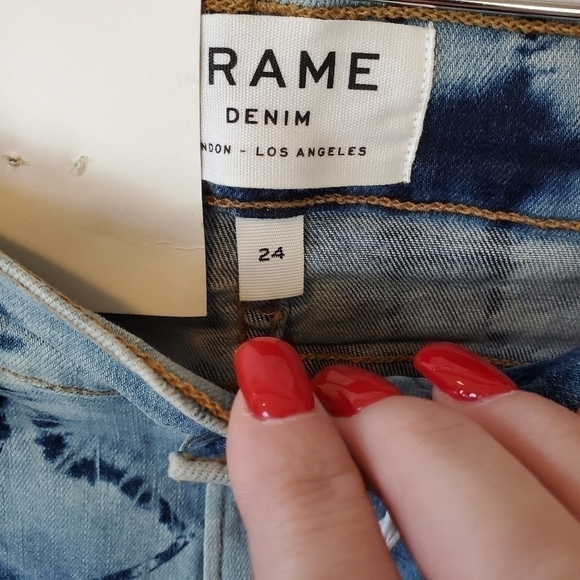 RAME
DENIM
NDON - LOS ANGELES
24